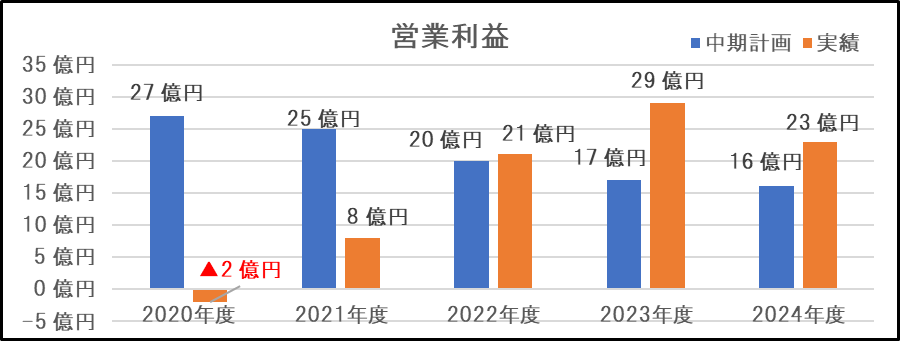 営業利益
中期計画 実績
35 億円
30 億円
25 億円
20 億円
15 億円
10 億円
5 億円
0 億円
-5 億円
27 億円
▲2 億円
25 億円
8 億円
20 億円
21 億円
17 億円
29 億円
16 億円
23 億円
2020年度 2021年度 2022年度 2023年度 2024年度